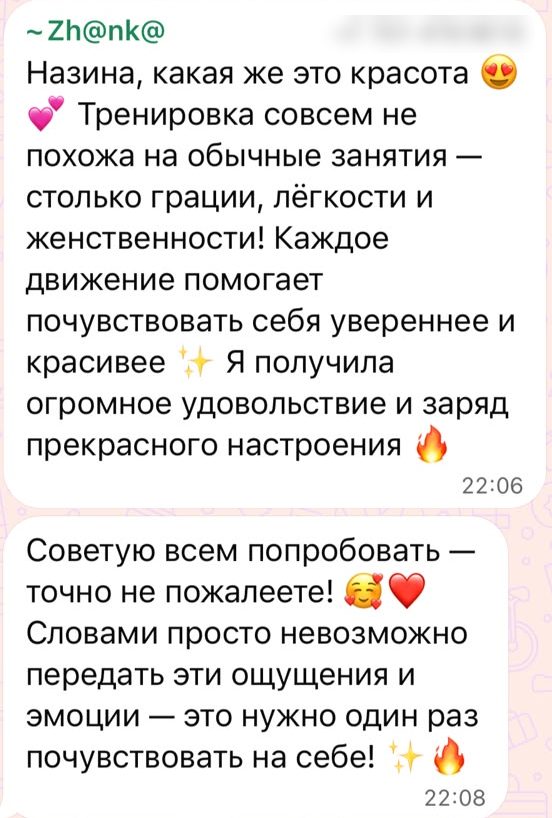 ~ Zh@nk@
Назина, какая же это красота 😍
💕 Тренировка совсем не
похожа на обычные занятия —
столько грации, лёгкости и
женственности! Каждое
движение помогает
почувствовать себя увереннее и
красивее ✨ Я получила
огромное удовольствие и заряд
прекрасного настроения 🔥
22:06
Советую всем попробовать —
точно не пожалеете! 🥰❤️
Словами просто невозможно
передать эти ощущения и
эмоции — это нужно один раз
почувствовать на себе! ✨🔥
22:08